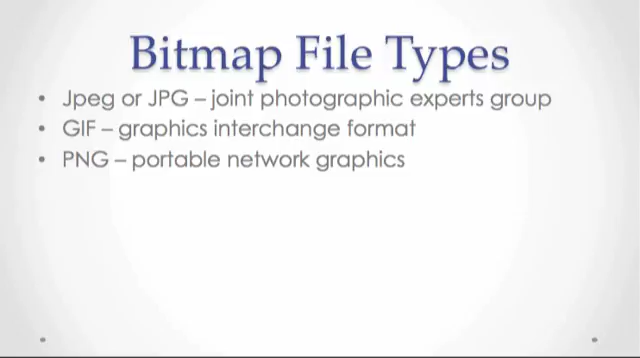 Bitmap File Types
• Jpeg or JPG – joint photographic experts group
• GIF – graphics interchange format
• PNG – portable network graphics